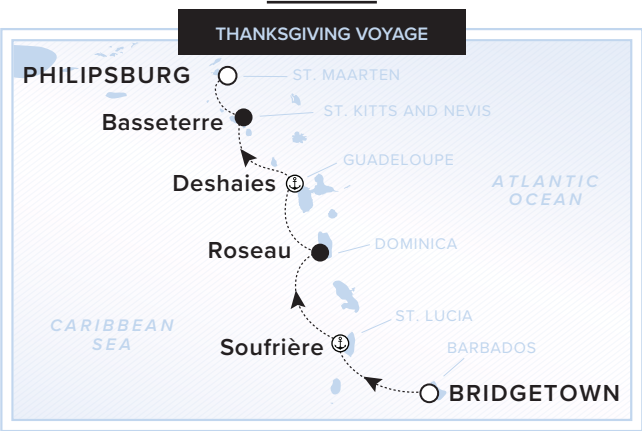 THANKSGIVING VOYAGE
PHILIPSBURG
ST. MAARTEN
Basseterre
ST. KITTS AND NEVIS
Deshaies
GUADELOUPE
ATLANTIC
OCEAN
Roseau
DOMINICA
CARIBBEAN
SEA
Soufrière
ST. LUCIA
BARBADOS
BRIDGETOWN